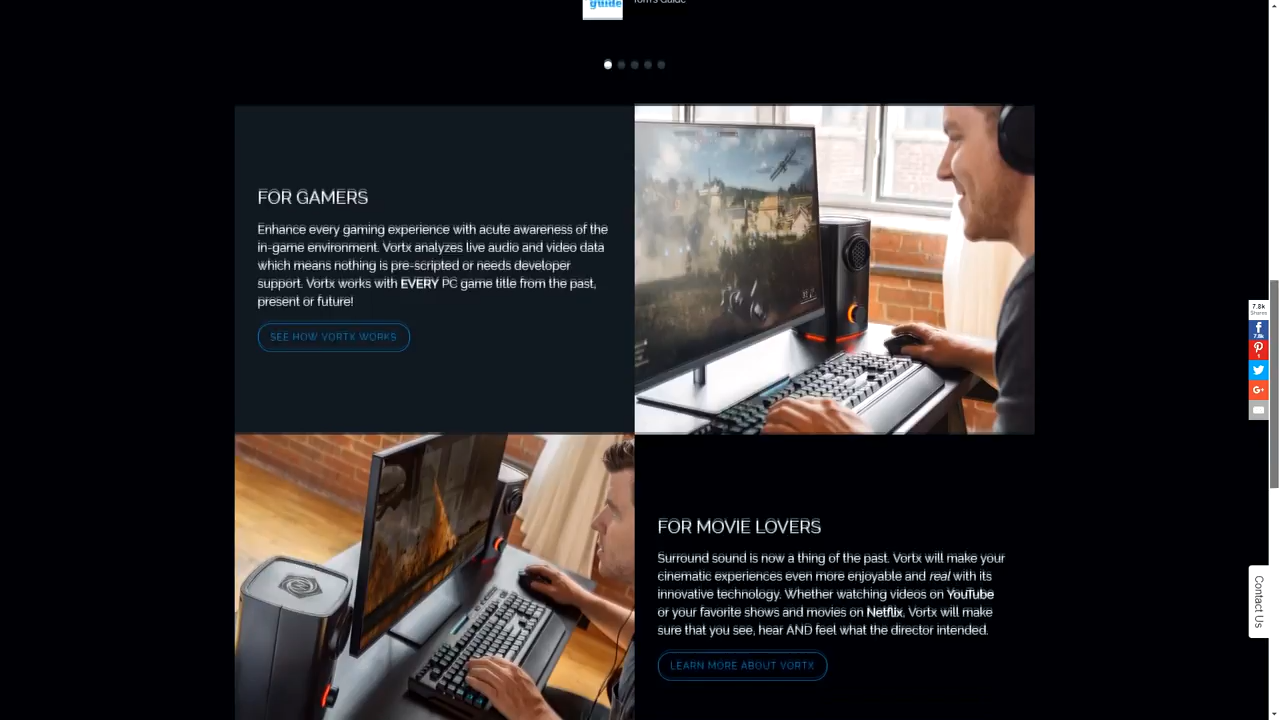 guide
Tom's Guide
FOR GAMERS
Enhance every gaming experience with acute awareness of the
in-game environment. Vortx analyzes live audio and video data
which means nothing is pre-scripted or needs developer
support. Vortx works with EVERY PC game title from the past,
present or future!
SEE HOW VORTX WORKS
7.8k
Shares
7.8k
Contact Us
FOR MOVIE LOVERS
Surround sound is now a thing of the past. Vortx will make your
cinematic experiences even more enjoyable and real with its
innovative technology. Whether watching videos on YouTube
or your favorite shows and movies on Netflix, Vortx will make
sure that you see, hear AND feel what the director intended.
LEARN MORE ABOUT VORTX